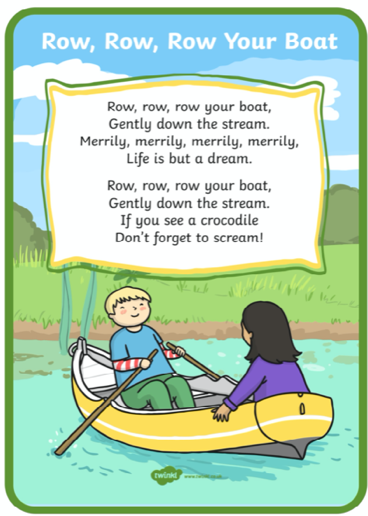 Row, Row, Row Your Boat
Row, row, row your boat,
Gently down the stream.
Merrily, merrily, merrily, merrily,
Life is but a dream.
Row, row, row your boat,
Gently down the stream.
If you see a crocodile
Don't forget to scream!
twinkl